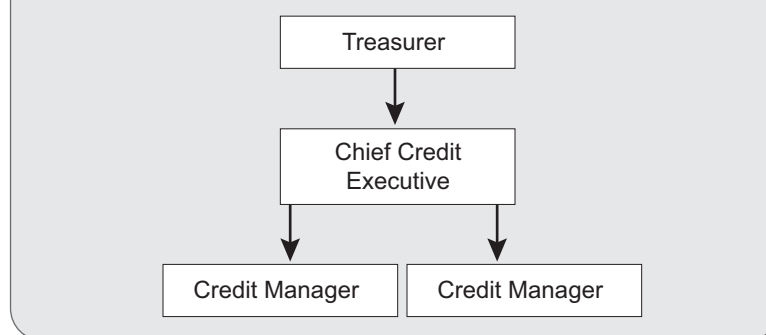 Treasurer
Chief Credit
Executive
Credit Manager
Credit Manager